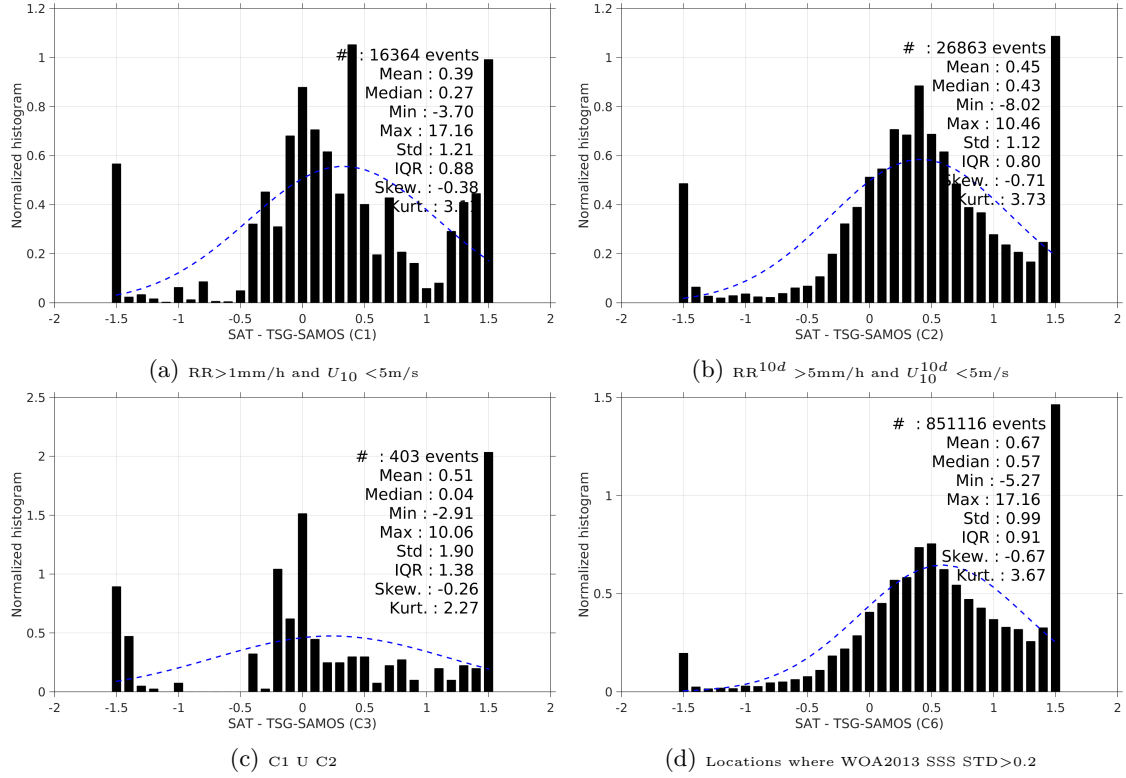 Normalized histogram
1.2
1
0.8
0.6
0.4
0.2
0
# : 16364 events
Mean : 0.39
Median : 0.27
Min : -3.70
Max : 17.16
Std : 1.21
IQR : 0.88
Skew. : -0.38
Kurt. :
-2 -1.5 -1 -0.5 0 0.5 1 1.5 2
SAT - TSG-SAMOS (C1)
(a) RR>1mm/h and U10 <5m/s
Normalized histogram
1.2
1
0.8
0.6
0.4
0.2
0
# : 26863 events
Mean : 0.45
Median : 0.43
Min : -8.02
Max : 10.46
Std : 1.12
IQR : 0.80
Skew. : -0.71
Kurt. : 3.73
-2 -1.5 -1 -0.5 0 0.5 1 1.5 2
SAT - TSG-SAMOS (C2)
(b) RR^10d >5mm/h and U_10^10d <5m/s
Normalized histogram
2.5
2
1.5
1
0.5
0
# : 403 events
Mean : 0.51
Median : 0.04
Min : -2.91
Max : 10.06
Std : 1.90
IQR : 1.38
Skew. : -0.26
Kurt. : 2.27
-2 -1.5 -1 -0.5 0 0.5 1 1.5 2
SAT - TSG-SAMOS (C3)
(c) C1 U C2
Normalized histogram
1.5
1
0.5
0
# : 851116 events
Mean : 0.67
Median : 0.57
Min : -5.27
Max : 17.16
Std : 0.99
IQR : 0.91
Skew. : -0.67
Kurt. : 3.67
-2 -1.5 -1 -0.5 0 0.5 1 1.5 2
SAT - TSG-SAMOS (C6)
(d) Locations where WOA2013 SSS STD>0.2